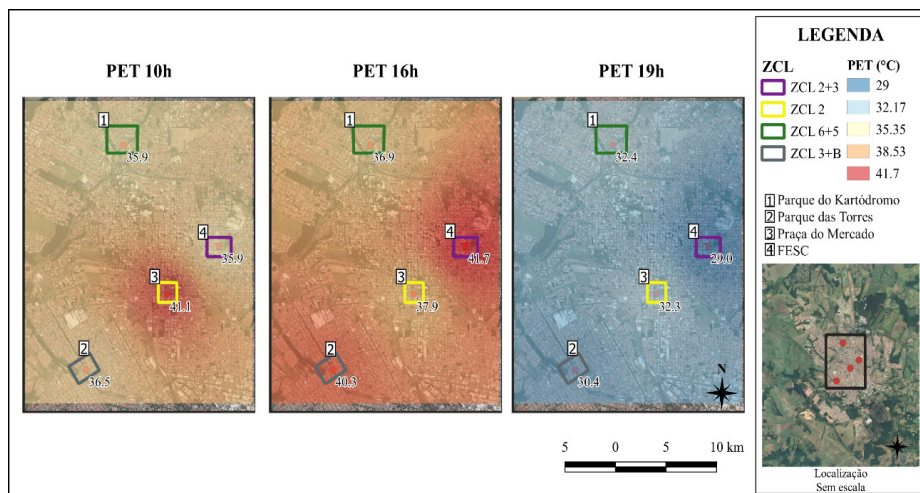 PET 10h
1
35.9
4
35.9
3
41.1
2
36.5
PET 16h
1
36.9
4
41.7
3
37.9
2
40.3
PET 19h
1
32.4
4
29.0
3
32.3
2
30.4
N
5 0 5 10 km
LEGENDA
ZCL PET (°C)
ZCL 2+3 29
ZCL 2 32.17
ZCL 6+5 35.35
ZCL 3+B 38.53
41.7
1 Parque do Kartódromo
2 Parque das Torres
3 Praça do Mercado
4 FESC
Localização
Sem escala